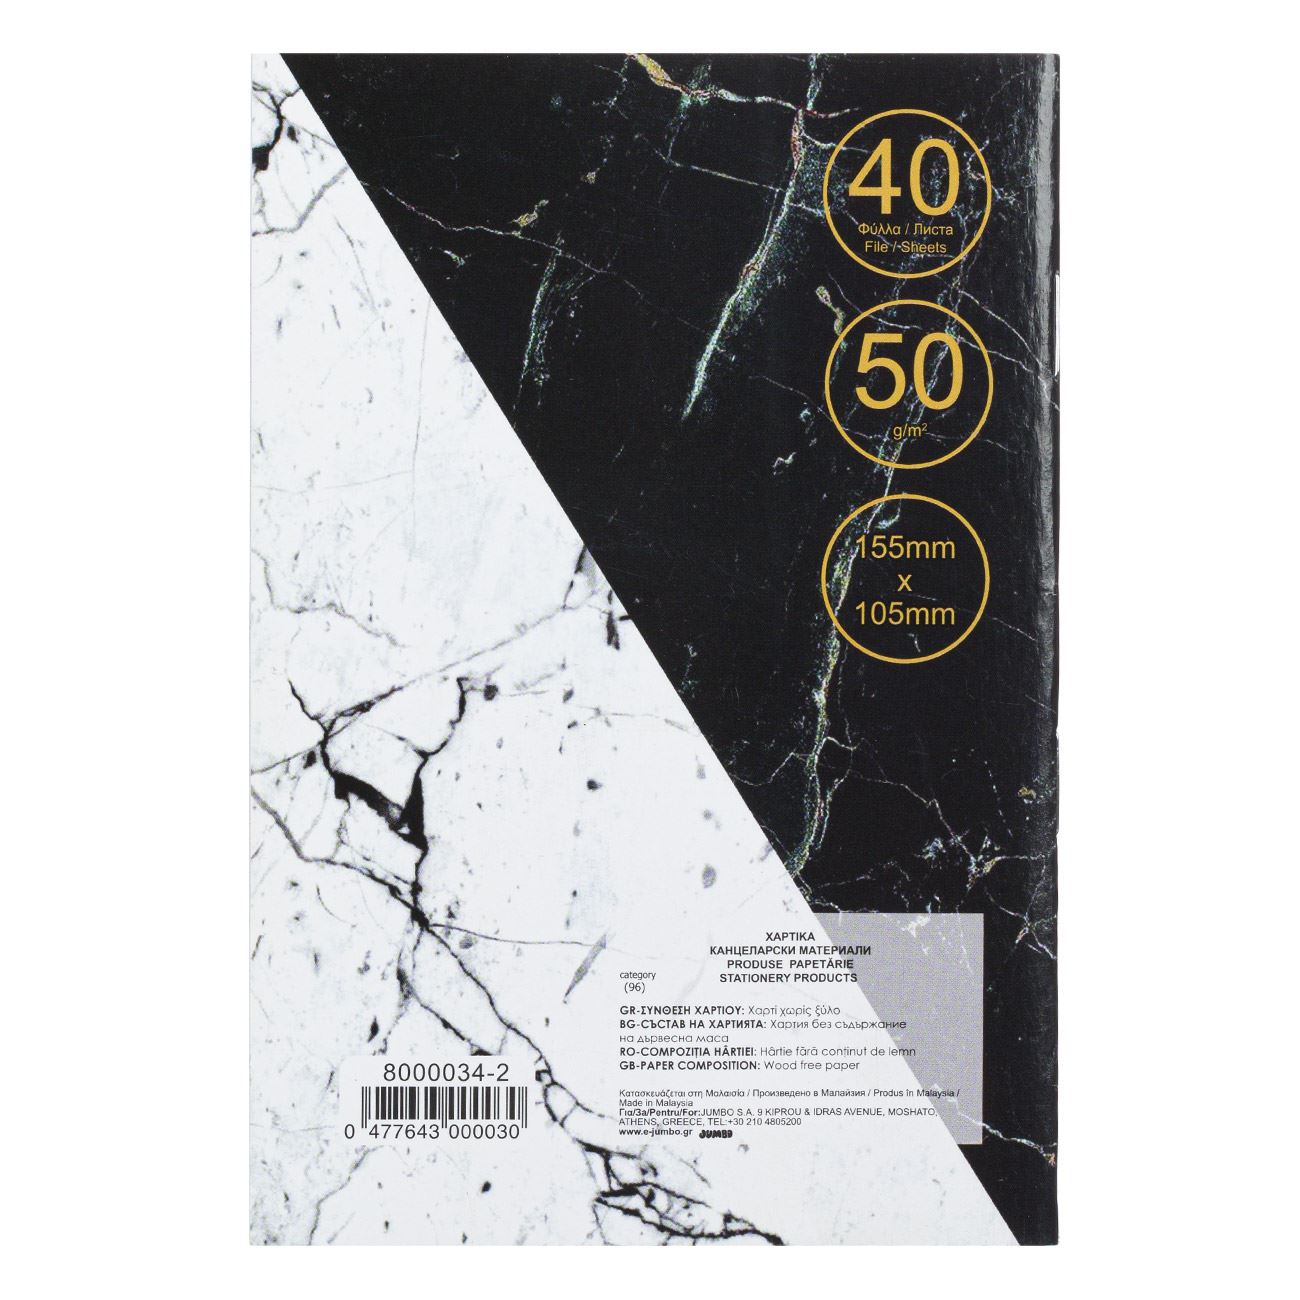 40
Φύλλα / Листа
File / Sheets
50
g/m²
155mm
x
105mm
ΧΑΡΤΙΚΑ
КАНЦЕЛАРСКИ МАТЕРИАЛИ
PRODUSE PAPETĂRIE
STATIONERY PRODUCTS
category
(96)
GR-ΣΥΝΘΕΣΗ ΧΑΡΤΙΟΥ: Χαρτί χωρίς ξύλο
BG-СЪСТАВ НА ХАРТИЯТА: Хартия без съдържание
на дървесна маса
RO-COMPOZIȚIA HÂRTIEI: Hârtie fără conținut de lemn
GB-PAPER COMPOSITION: Wood free paper
Κατασκευάζεται στη Μαλαισία / Произведено в Малайзия / Produs în Malaysia /
Made in Malaysia
Για/За/Pentru/For:JUMBO S.A. 9 KIPROU & IDRAS AVENUE, MOSHATO,
ATHENS, GREECE, TEL:+30 210 4805200
www.e-jumbo.gr JUMBO
8000034-2
0 477643 000030